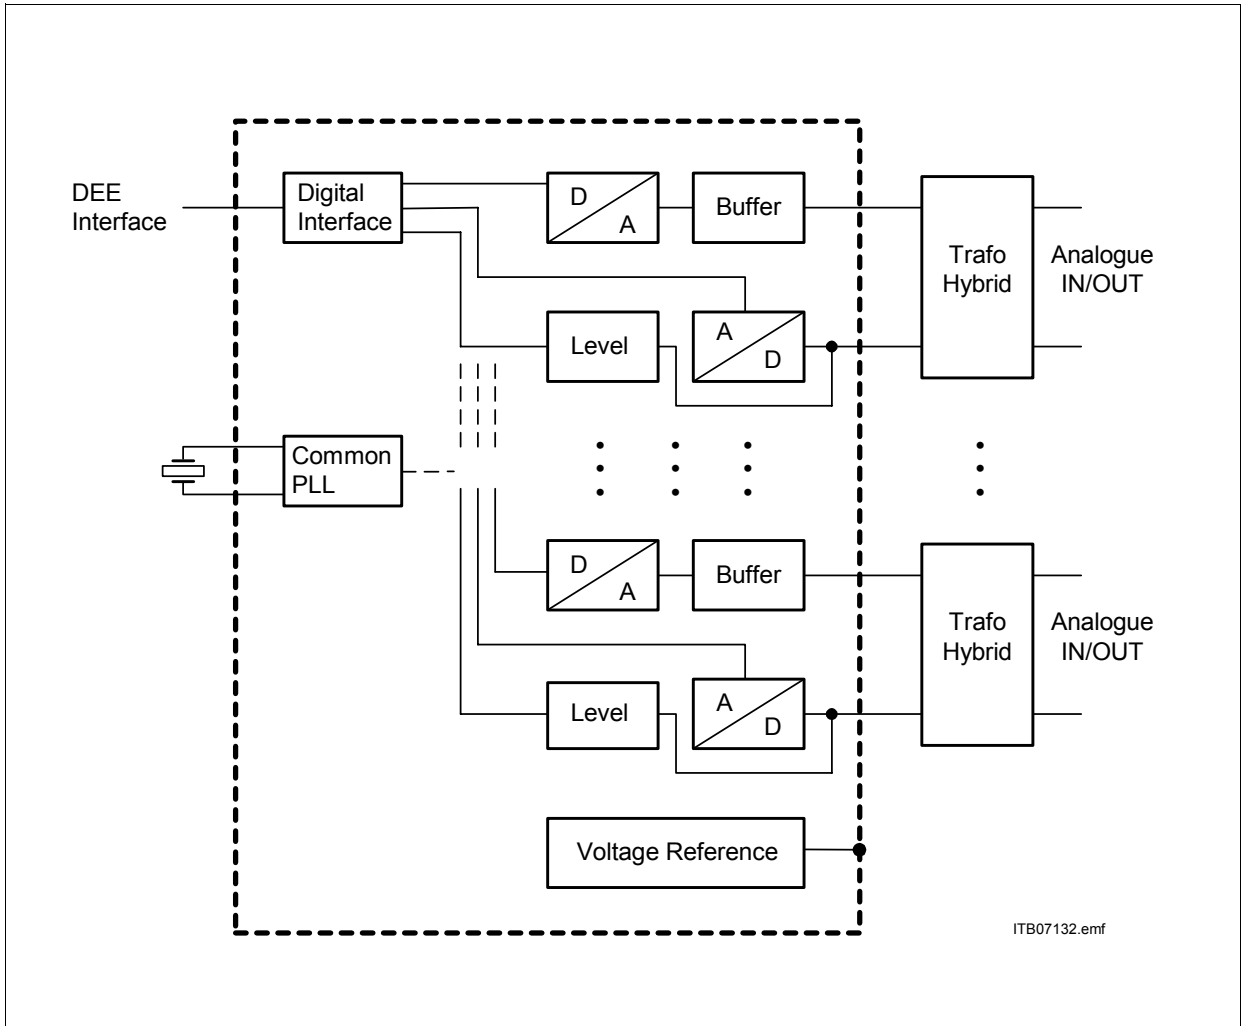 DEE
Interface
Digital
Interface
D
A
Buffer
Trafo
Hybrid
Analogue
IN/OUT
Level
A
D
Common
PLL
D
A
Buffer
Trafo
Hybrid
Analogue
IN/OUT
Level
A
D
Voltage Reference
ITB07132.emf